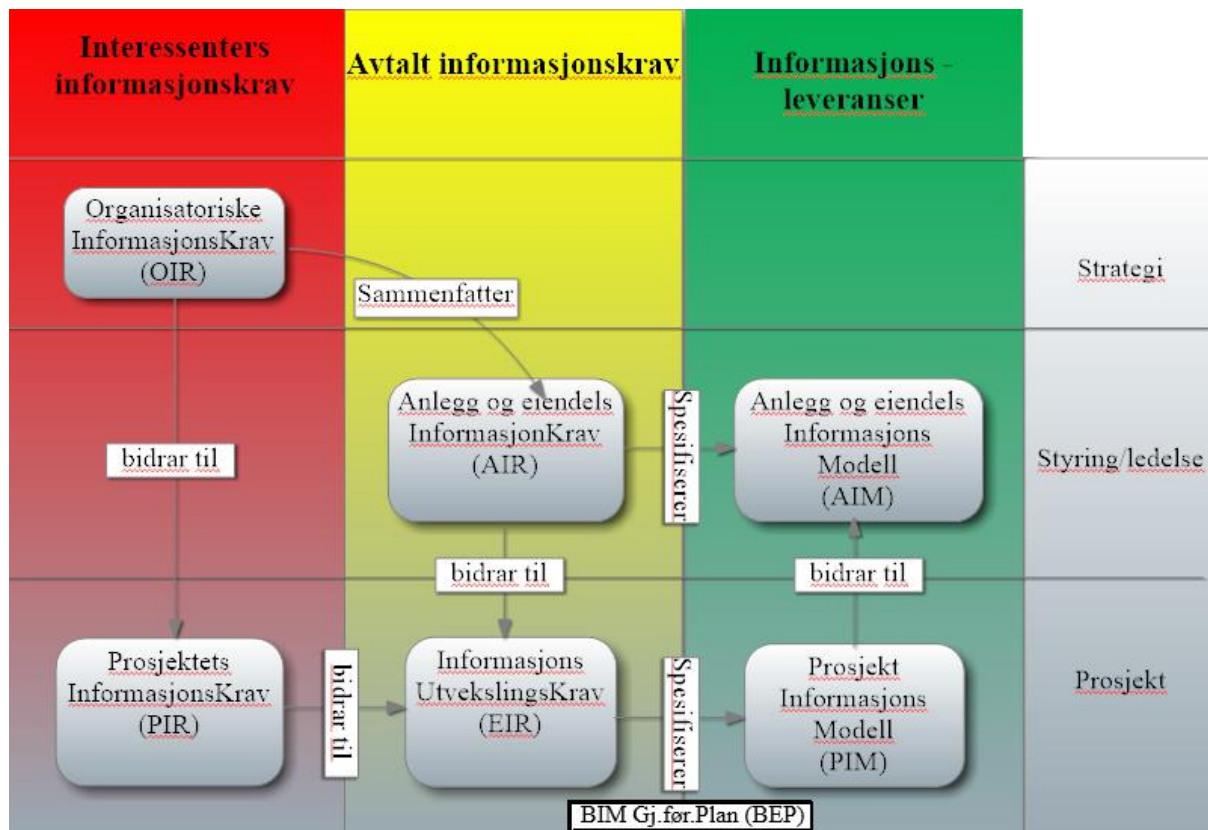 Interessenters
informasjonskrav
Avtalt informasjonskrav
Informasjons -
leveranser
Organisatoriske
InformasjonsKrav
(OIR)
Sammenfatter
Strategi
bidrar til
Anlegg og eiendels
InformasjonKrav
(AIR)
Spesifiserer
Anlegg og eiendels
Informasjons
Modell
(AIM)
Styring/ledelse
bidrar til
bidrar til
Prosjektets
InformasjonsKrav
(PIR)
bidrar til
Informasjons
UtvekslingsKrav
(EIR)
Spesifiserer
Prosjekt
Informasjons
Modell
(PIM)
Prosjekt
BIM Gj.før.Plan (BEP)